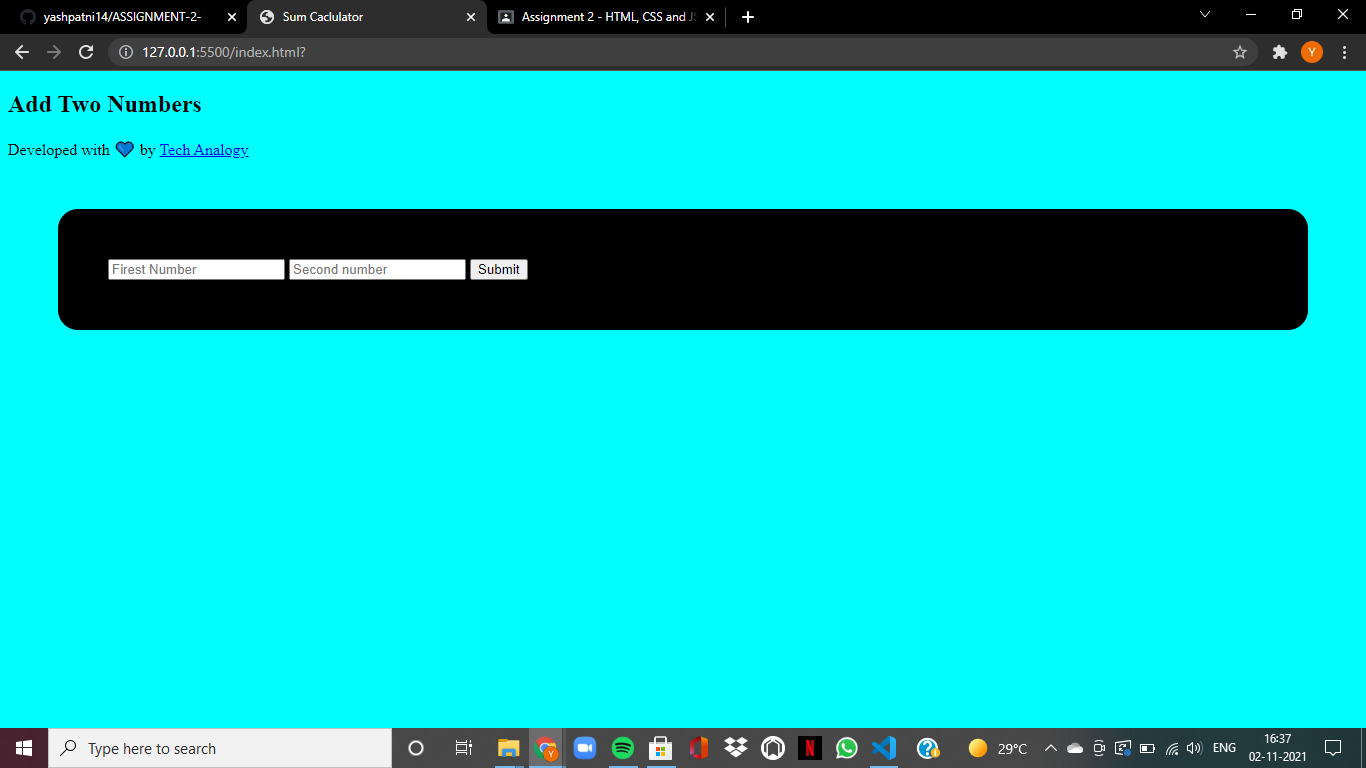 yashpatni14/ASSIGNMENT-2-
Sum Caclulator
Assignment 2 - HTML, CSS and JS
Y
127.0.0.1:5500/index.html?
Add Two Numbers
Developed with 💙 by Tech Analogy
Firest Number
Second number
Submit
Type here to search
29°C
ENG
16:37
02-11-2021